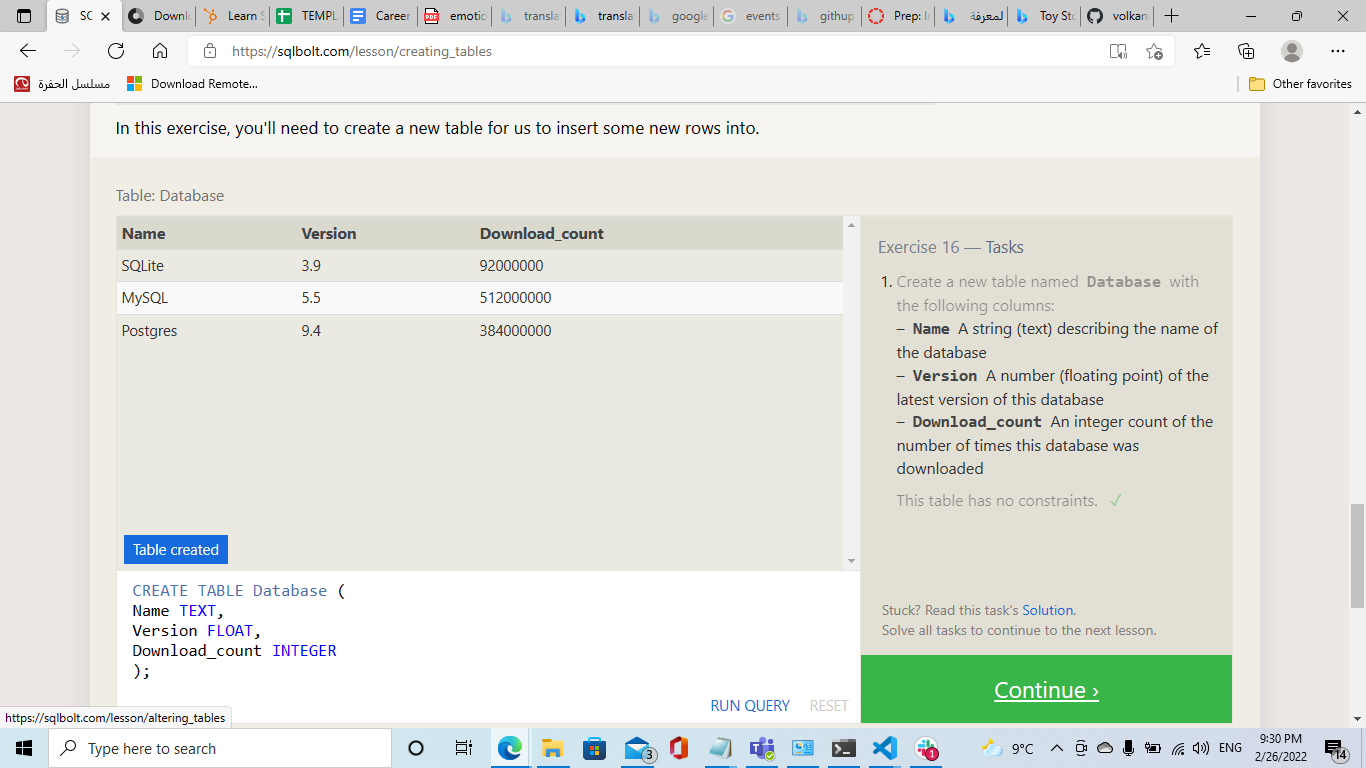 SQ
Downl
Learn S
TEMPL
Career
emotio
transla
transla
google
events
githup
Prep: I
لمعرفة
Toy Sto
volkan
https://sqlbolt.com/lesson/creating_tables
مسلسل الحفرة
Download Remote...
Other favorites
In this exercise, you'll need to create a new table for us to insert some new rows into.
Table: Database
Name Version Download_count
SQLite 3.9 92000000
MySQL 5.5 512000000
Postgres 9.4 384000000
Table created
CREATE TABLE Database (
Name TEXT,
Version FLOAT,
Download_count INTEGER
);
RUN QUERY RESET
Exercise 16 — Tasks
1. Create a new table named Database with
the following columns:
– Name A string (text) describing the name of
the database
– Version A number (floating point) of the
latest version of this database
– Download_count An integer count of the
number of times this database was
downloaded
This table has no constraints. ✓
Stuck? Read this task's Solution.
Solve all tasks to continue to the next lesson.
Continue ›
https://sqlbolt.com/lesson/altering_tables
Type here to search
3
1
9°C
ENG
9:30 PM
2/26/2022
14